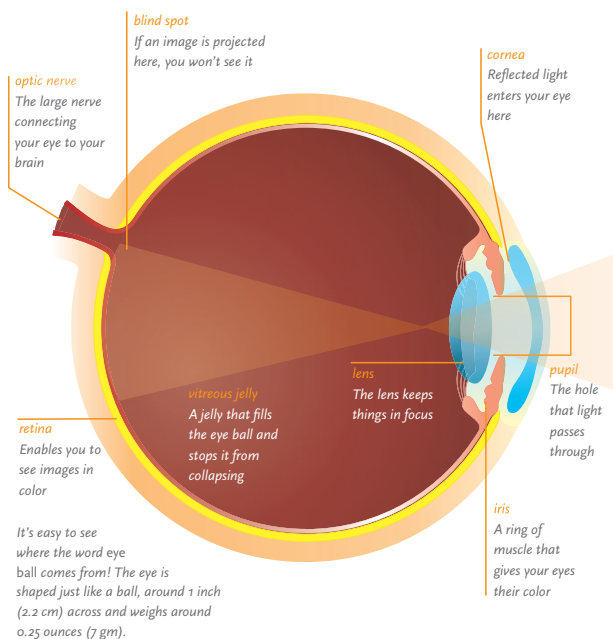 blind spot
If an image is projected
here, you won't see it
cornea
Reflected light
enters your eye
here
optic nerve
The large nerve
connecting
your eye to your
brain
lens
The lens keeps
things in focus
pupil
The hole
that light
passes
through
vitreous jelly
A jelly that fills
the eye ball and
stops it from
collapsing
retina
Enables you to
see images in
color
iris
A ring of
muscle that
gives your eyes
their color
It's easy to see
where the word eye
ball comes from! The eye is
shaped just like a ball, around 1 inch
(2.2 cm) across and weighs around
0.25 ounces (7 gm).